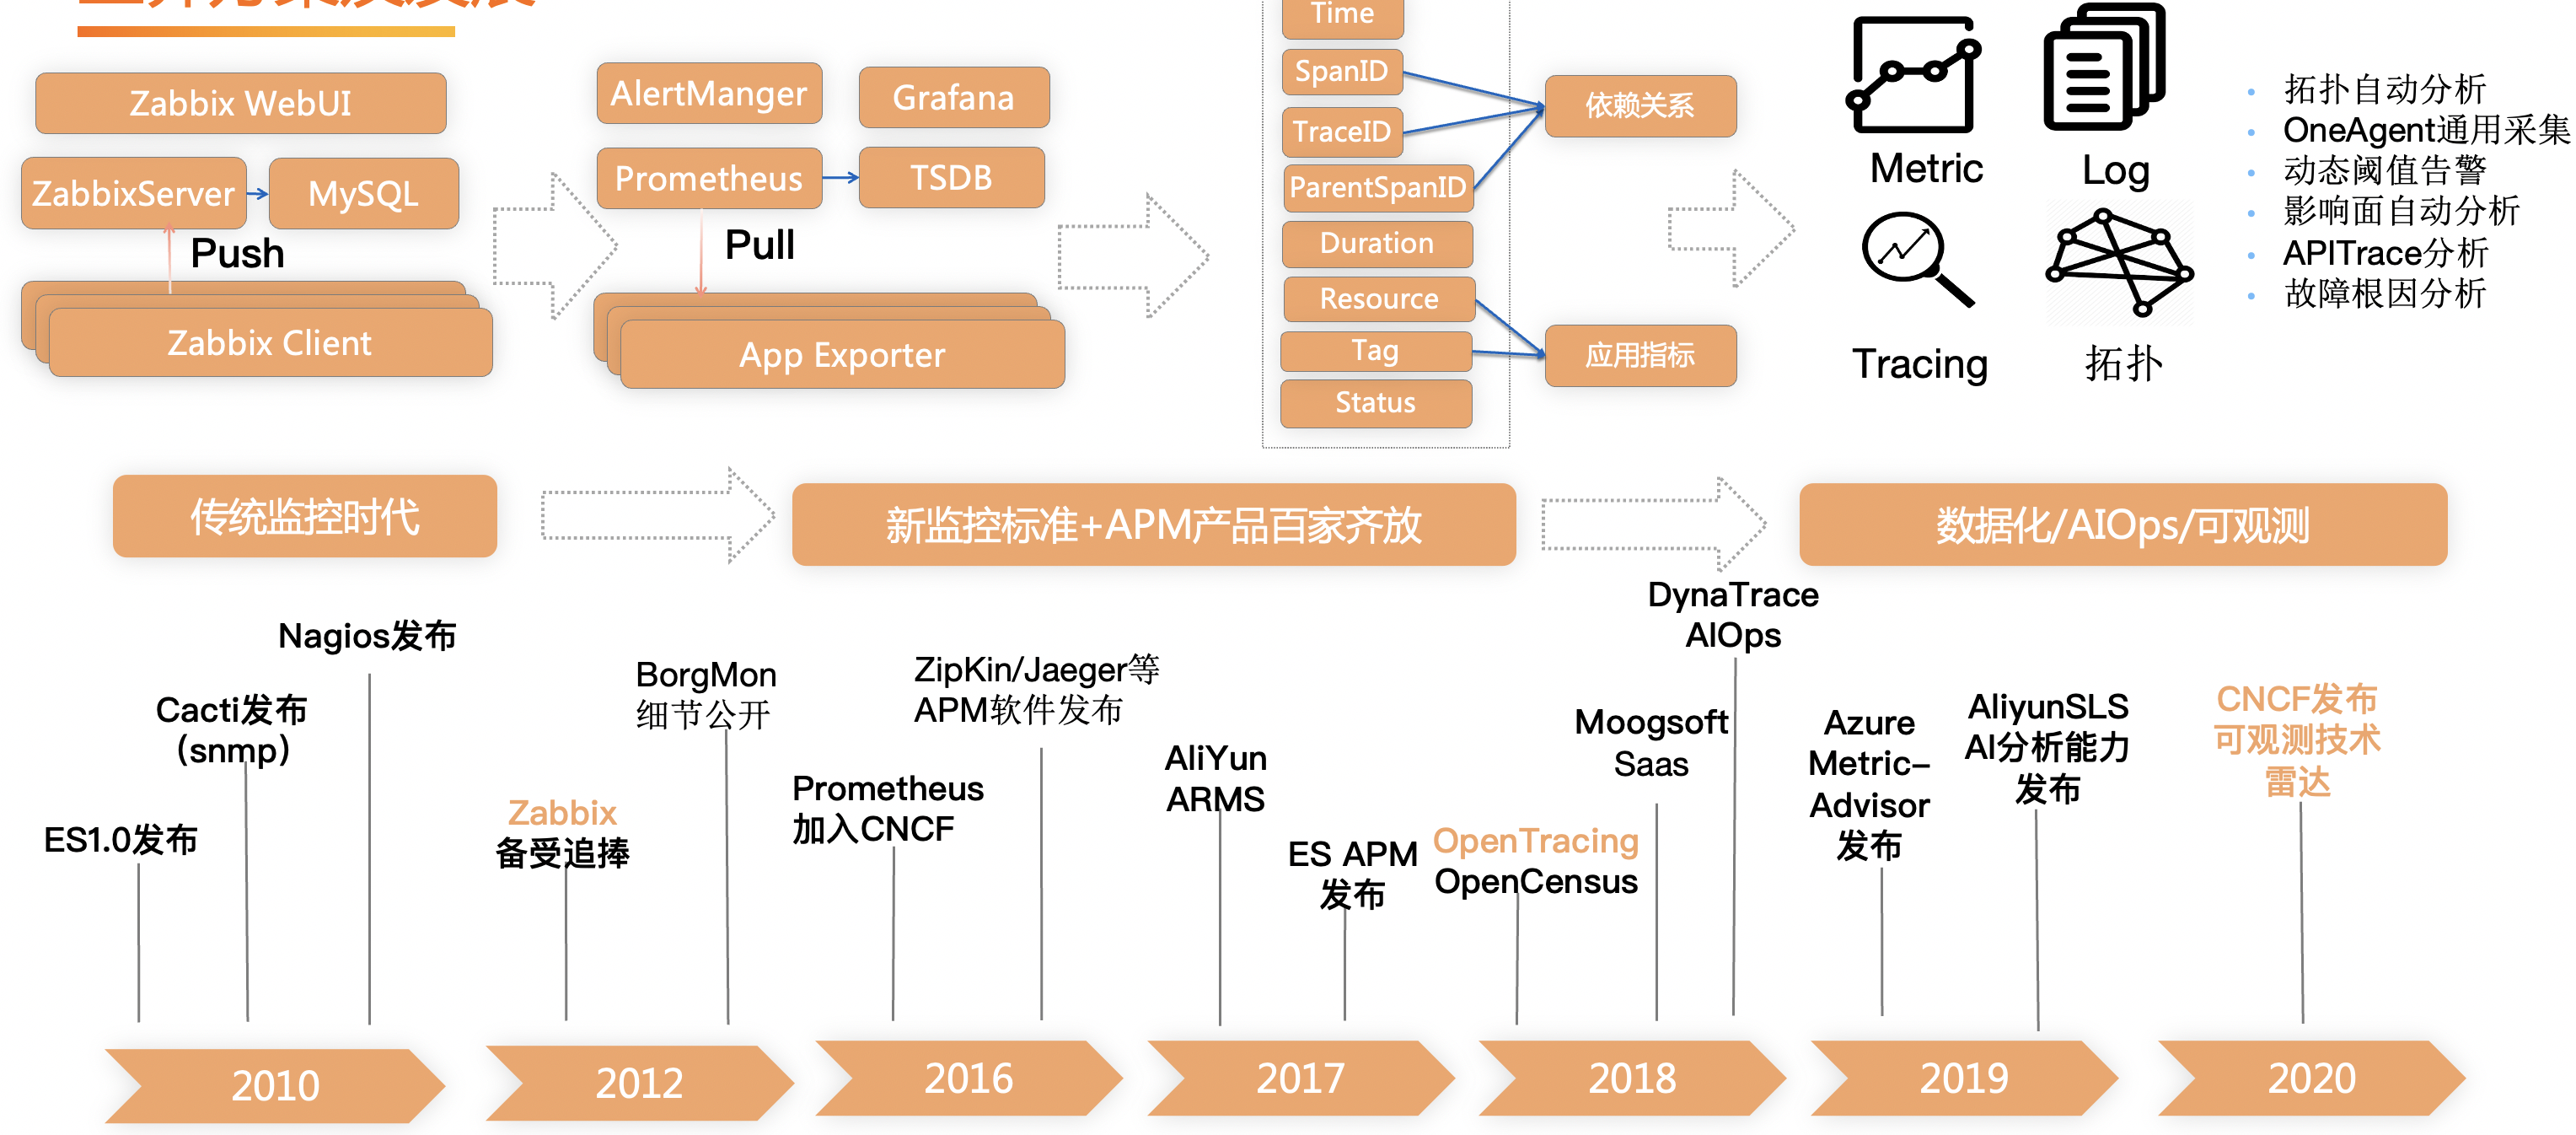 Zabbix WebUI
ZabbixServer
MySQL
Push
Zabbix Client
AlertManger
Grafana
Prometheus
TSDB
Pull
App Exporter
Time
SpanID
TraceID
ParentSpanID
Duration
Resource
Tag
Status
依赖关系
应用指标
Metric
Log
Tracing
拓扑
• 拓扑自动分析
• OneAgent通用采集
• 动态阈值告警
• 影响面自动分析
• APITrace分析
• 故障根因分析
传统监控时代
新监控标准+APM产品百家齐放
数据化/AIOps/可观测
ES1.0发布
Cacti发布
（snmp）
Nagios发布
Zabbix
备受追捧
BorgMon
细节公开
Prometheus
加入CNCF
ZipKin/Jaeger等
APM软件发布
AliYun
ARMS
ES APM
发布
OpenTracing
OpenCensus
Moogsoft
Saas
DynaTrace
AIOps
Azure
Metric–
Advisor
发布
AliyunSLS
AI分析能力
发布
CNCF发布
可观测技术
雷达
2010
2012
2016
2017
2018
2019
2020